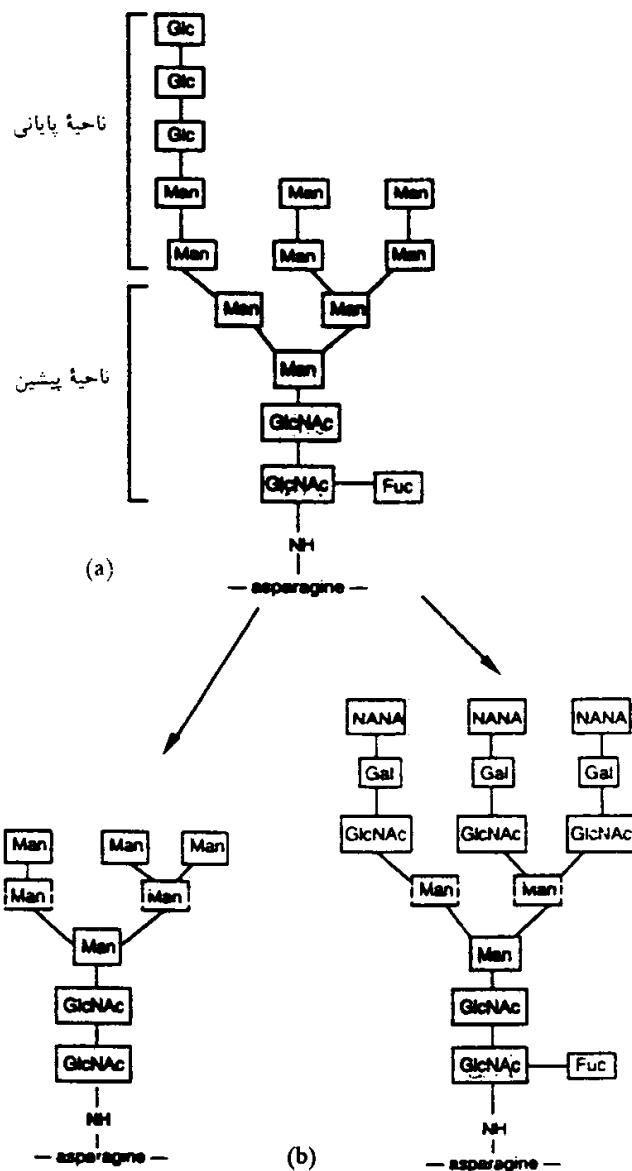 Glc
Glc
ناحیهٔ پایانی
Glc
Man Man Man
Man Man Man
Man Man
ناحیهٔ پیشین
Man
GlcNAc
GlcNAc Fuc
NH
(a)
— asparagine —
NANA NANA NANA
Gal Gal Gal
GlcNAc GlcNAc GlcNAc
Man Man Man
Man Man Man Man
Man Man
GlcNAc GlcNAc
GlcNAc GlcNAc Fuc
NH NH
— asparagine — (b) — asparagine —